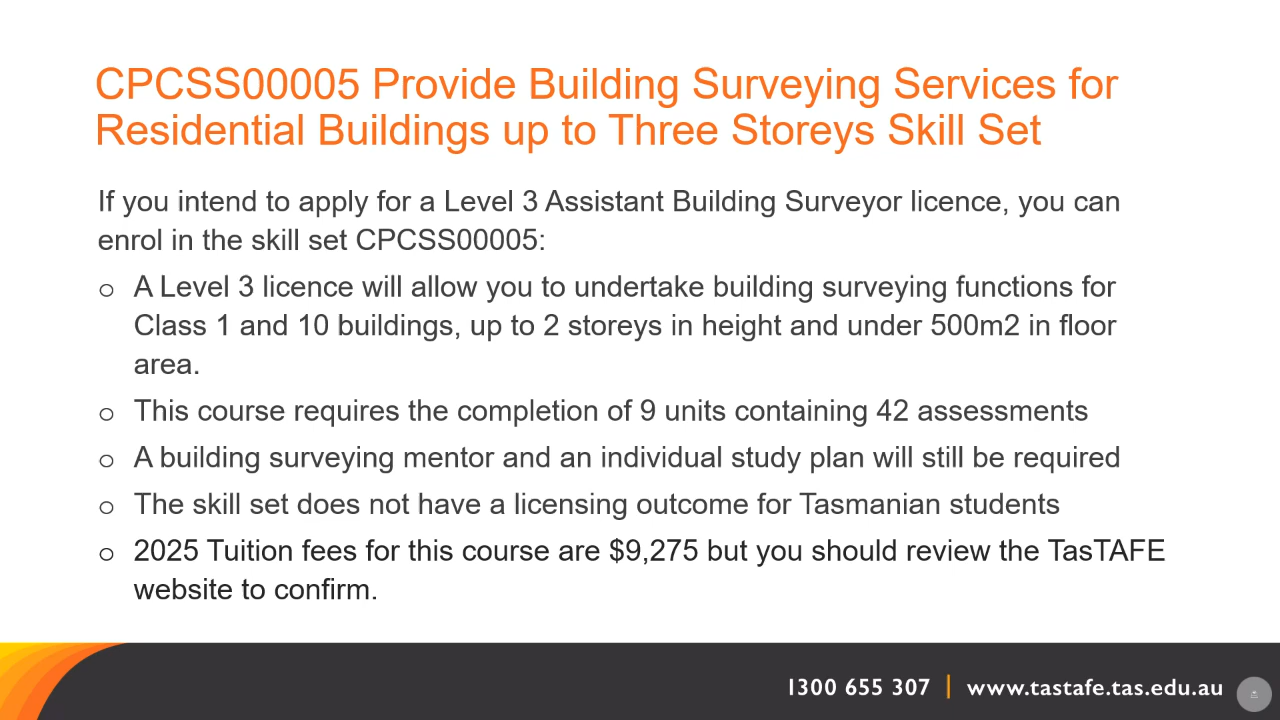 CPCSS00005 Provide Building Surveying Services for
Residential Buildings up to Three Storeys Skill Set
If you intend to apply for a Level 3 Assistant Building Surveyor licence, you can
enrol in the skill set CPCSS00005:
o A Level 3 licence will allow you to undertake building surveying functions for
Class 1 and 10 buildings, up to 2 storeys in height and under 500m2 in floor
area.
o This course requires the completion of 9 units containing 42 assessments
o A building surveying mentor and an individual study plan will still be required
o The skill set does not have a licensing outcome for Tasmanian students
o 2025 Tuition fees for this course are $9,275 but you should review the TasTAFE
website to confirm.
1300 655 307 | www.tastafe.tas.edu.au